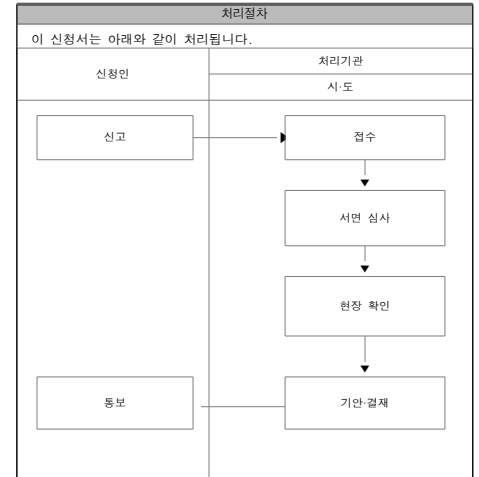 처리절차
이 신청서는 아래와 같이 처리됩니다.
신청인
처리기관
시·도
신고
접수
서면 심사
현장 확인
통보
기안·결재